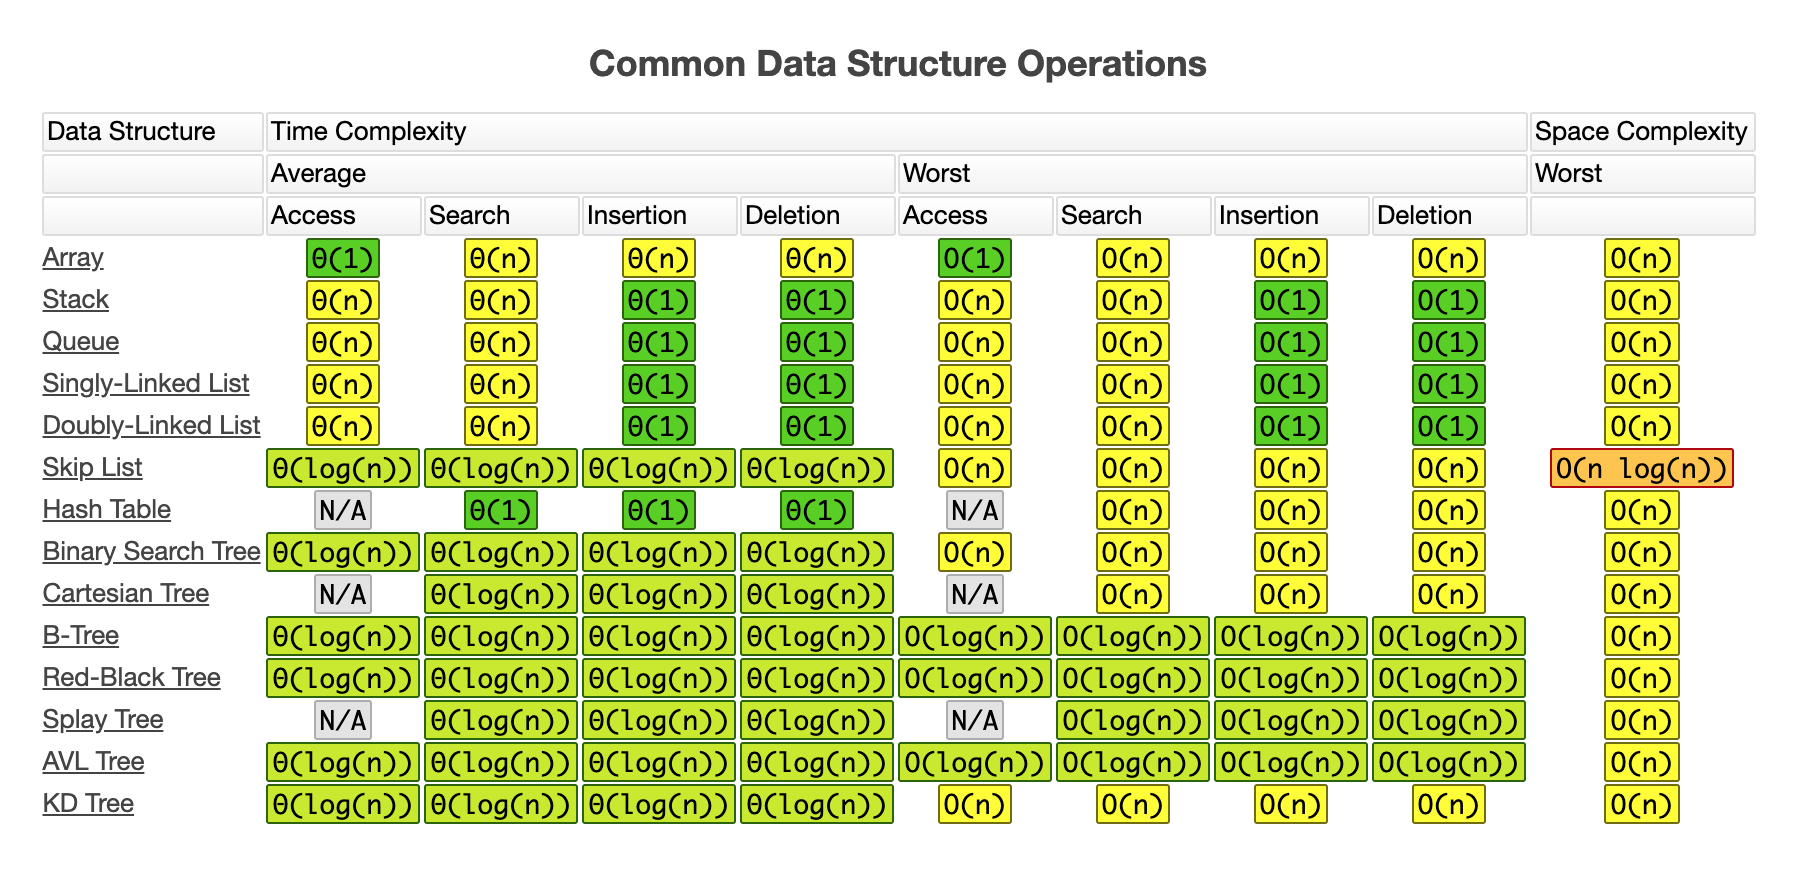 Common Data Structure Operations
Data Structure Time Complexity Space Complexity
Average Worst Worst
Access Search Insertion Deletion Access Search Insertion Deletion
Array Θ(1) Θ(n) Θ(n) Θ(n) O(1) O(n) O(n) O(n) O(n)
Stack Θ(n) Θ(n) Θ(1) Θ(1) O(n) O(n) O(1) O(1) O(n)
Queue Θ(n) Θ(n) Θ(1) Θ(1) O(n) O(n) O(1) O(1) O(n)
Singly-Linked List Θ(n) Θ(n) Θ(1) Θ(1) O(n) O(n) O(1) O(1) O(n)
Doubly-Linked List Θ(n) Θ(n) Θ(1) Θ(1) O(n) O(n) O(1) O(1) O(n)
Skip List Θ(log(n)) Θ(log(n)) Θ(log(n)) Θ(log(n)) O(n) O(n) O(n) O(n) O(n log(n))
Hash Table N/A Θ(1) Θ(1) Θ(1) N/A O(n) O(n) O(n) O(n)
Binary Search Tree Θ(log(n)) Θ(log(n)) Θ(log(n)) Θ(log(n)) O(n) O(n) O(n) O(n) O(n)
Cartesian Tree N/A Θ(log(n)) Θ(log(n)) Θ(log(n)) N/A O(n) O(n) O(n) O(n)
B-Tree Θ(log(n)) Θ(log(n)) Θ(log(n)) Θ(log(n)) O(log(n)) O(log(n)) O(log(n)) O(log(n)) O(n)
Red-Black Tree Θ(log(n)) Θ(log(n)) Θ(log(n)) Θ(log(n)) O(log(n)) O(log(n)) O(log(n)) O(log(n)) O(n)
Splay Tree N/A Θ(log(n)) Θ(log(n)) Θ(log(n)) N/A O(log(n)) O(log(n)) O(log(n)) O(n)
AVL Tree Θ(log(n)) Θ(log(n)) Θ(log(n)) Θ(log(n)) O(log(n)) O(log(n)) O(log(n)) O(log(n)) O(n)
KD Tree Θ(log(n)) Θ(log(n)) Θ(log(n)) Θ(log(n)) O(n) O(n) O(n) O(n) O(n)